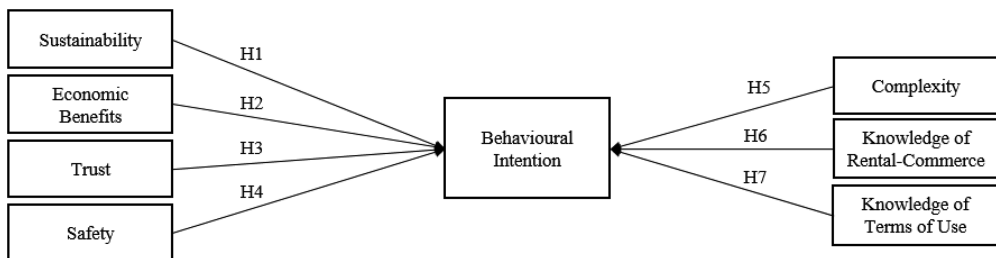 Sustainability
Economic
Benefits
Trust
Safety
H1
H2
H3
H4
Behavioural
Intention
H5
H6
H7
Complexity
Knowledge of
Rental-Commerce
Knowledge of
Terms of Use